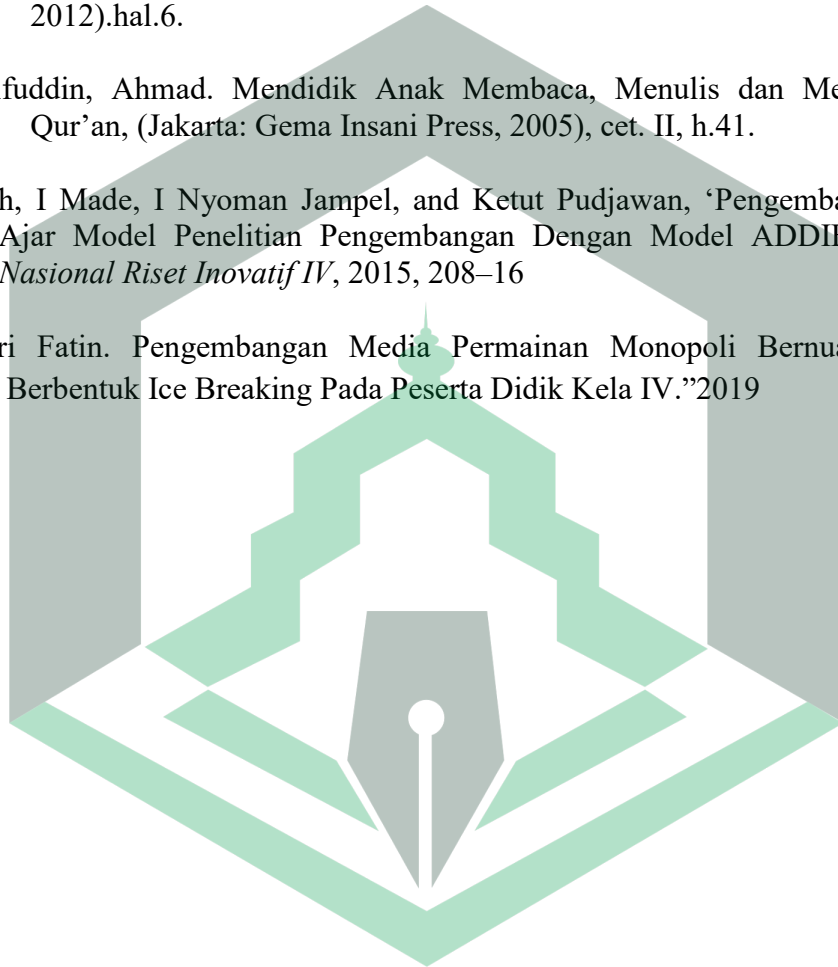 2012).hal.6.
fuddin, Ahmad. Mendidik Anak Membaca, Menulis dan Me
Qur’an, (Jakarta: Gema Insani Press, 2005), cet. II, h.41.
h, I Made, I Nyoman Jampel, and Ketut Pudjawan, ‘Pengemba
Ajar Model Penelitian Pengembangan Dengan Model ADDIE
Nasional Riset Inovatif IV, 2015, 208–16
ri Fatin. Pengembangan Media Permainan Monopoli Bernua
Berbentuk Ice Breaking Pada Peserta Didik Kela IV.”2019